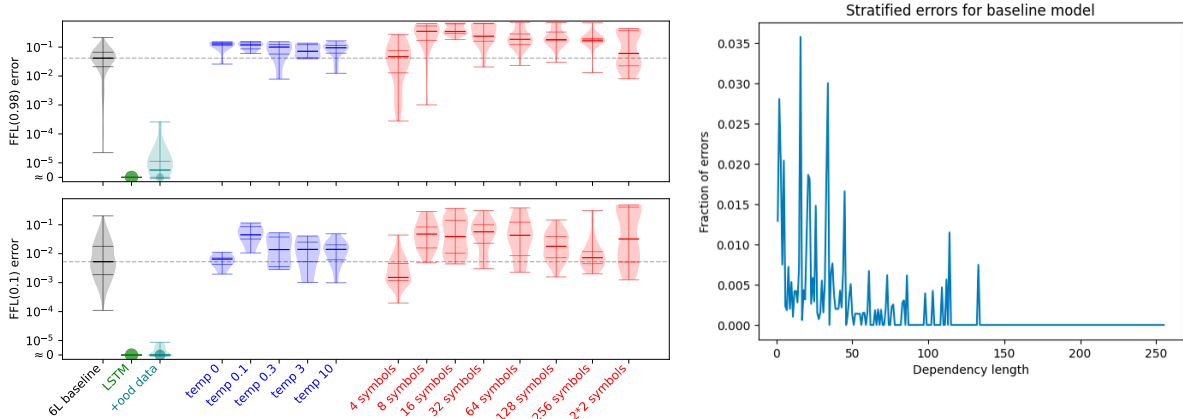 FFL(0.98) error
10⁻¹
10⁻²
10⁻³
10⁻⁴
10⁻⁵
≈ 0
FFL(0.1) error
10⁻¹
10⁻²
10⁻³
10⁻⁴
10⁻⁵
≈ 0
6L baseline
LSTM
+ood data
temp 0
temp 0.1
temp 0.3
temp 3
temp 10
4 symbols
8 symbols
16 symbols
32 symbols
64 symbols
128 symbols
256 symbols
2*2 symbols
Stratified errors for baseline model
Fraction of errors
0.035
0.030
0.025
0.020
0.015
0.010
0.005
0.000
0 50 100 150 200 250
Dependency length